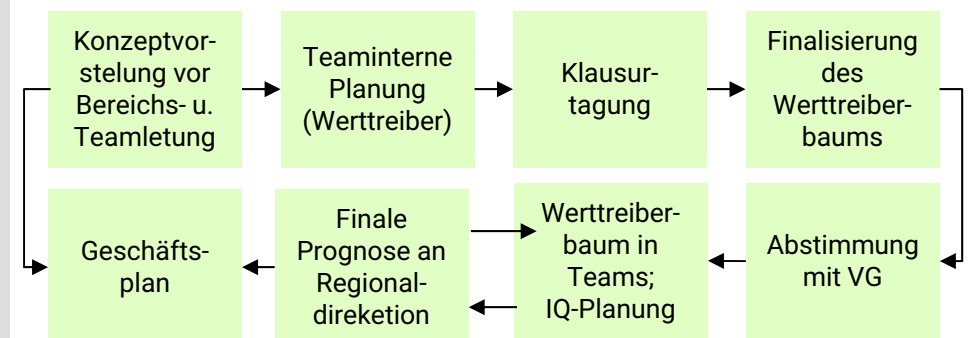 Konzeptvor-
stelung vor
Bereichs- u.
Teamletung
Teaminterne
Planung
(Werttreiber)
Klausur-
tagung
Finalisierung
des
Werttreiber-
baums
Geschäfts-
plan
Finale
Prognose an
Regional-
direketion
Werttreiber-
baum in
Teams;
IQ-Planung
Abstimmung
mit VG